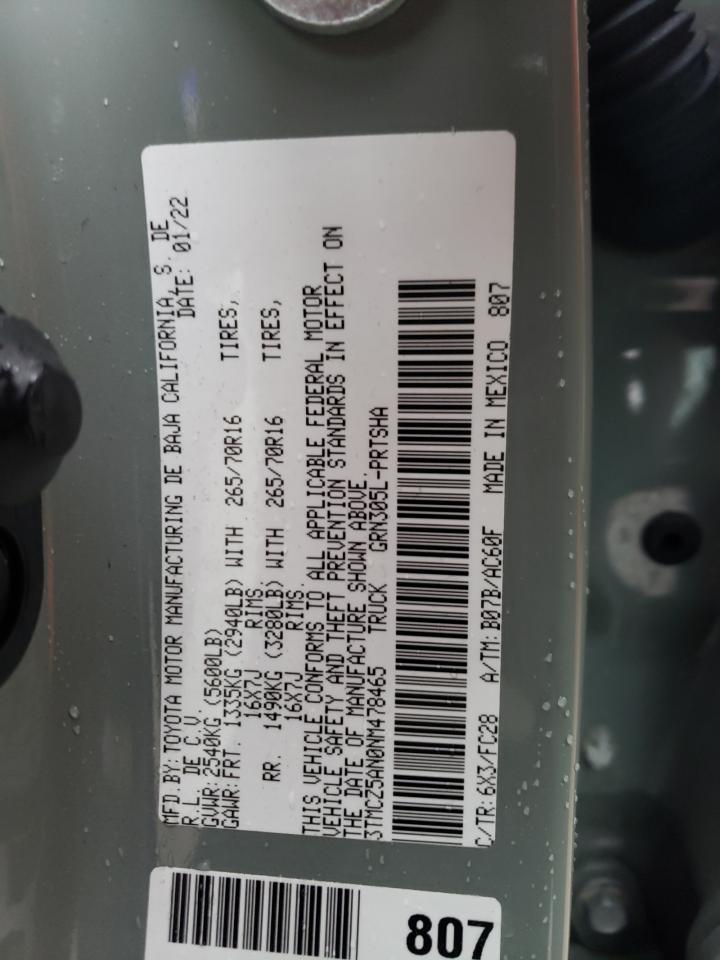 MFD.BY:TOYOTA MOTOR MANUFACTURING DE BAJA CALIFORNIA,S. DE
R.L. DE C.V. DATE: 01/22
GVWR:2540KG (5600LB)
GAWR:FRT. 1335KG (2940LB) WITH 265/70R16 TIRES,
16X7J RIMS.
RR. 1490KG (3280LB) WITH 265/70R16 TIRES,
16X7J RIMS.
THIS VEHICLE CONFORMS TO ALL APPLICABLE FEDERAL MOTOR
VEHICLE SAFETY AND THEFT PREVENTION STANDARDS IN EFFECT ON
THE DATE OF MANUFACTURE SHOWN ABOVE.
3TMCZ5AN0NM478465 TRUCK GRN305L-PRTSHA
C/TR:6X3/FC28 A/TM:B07B/AC60F MADE IN MEXICO 807
807